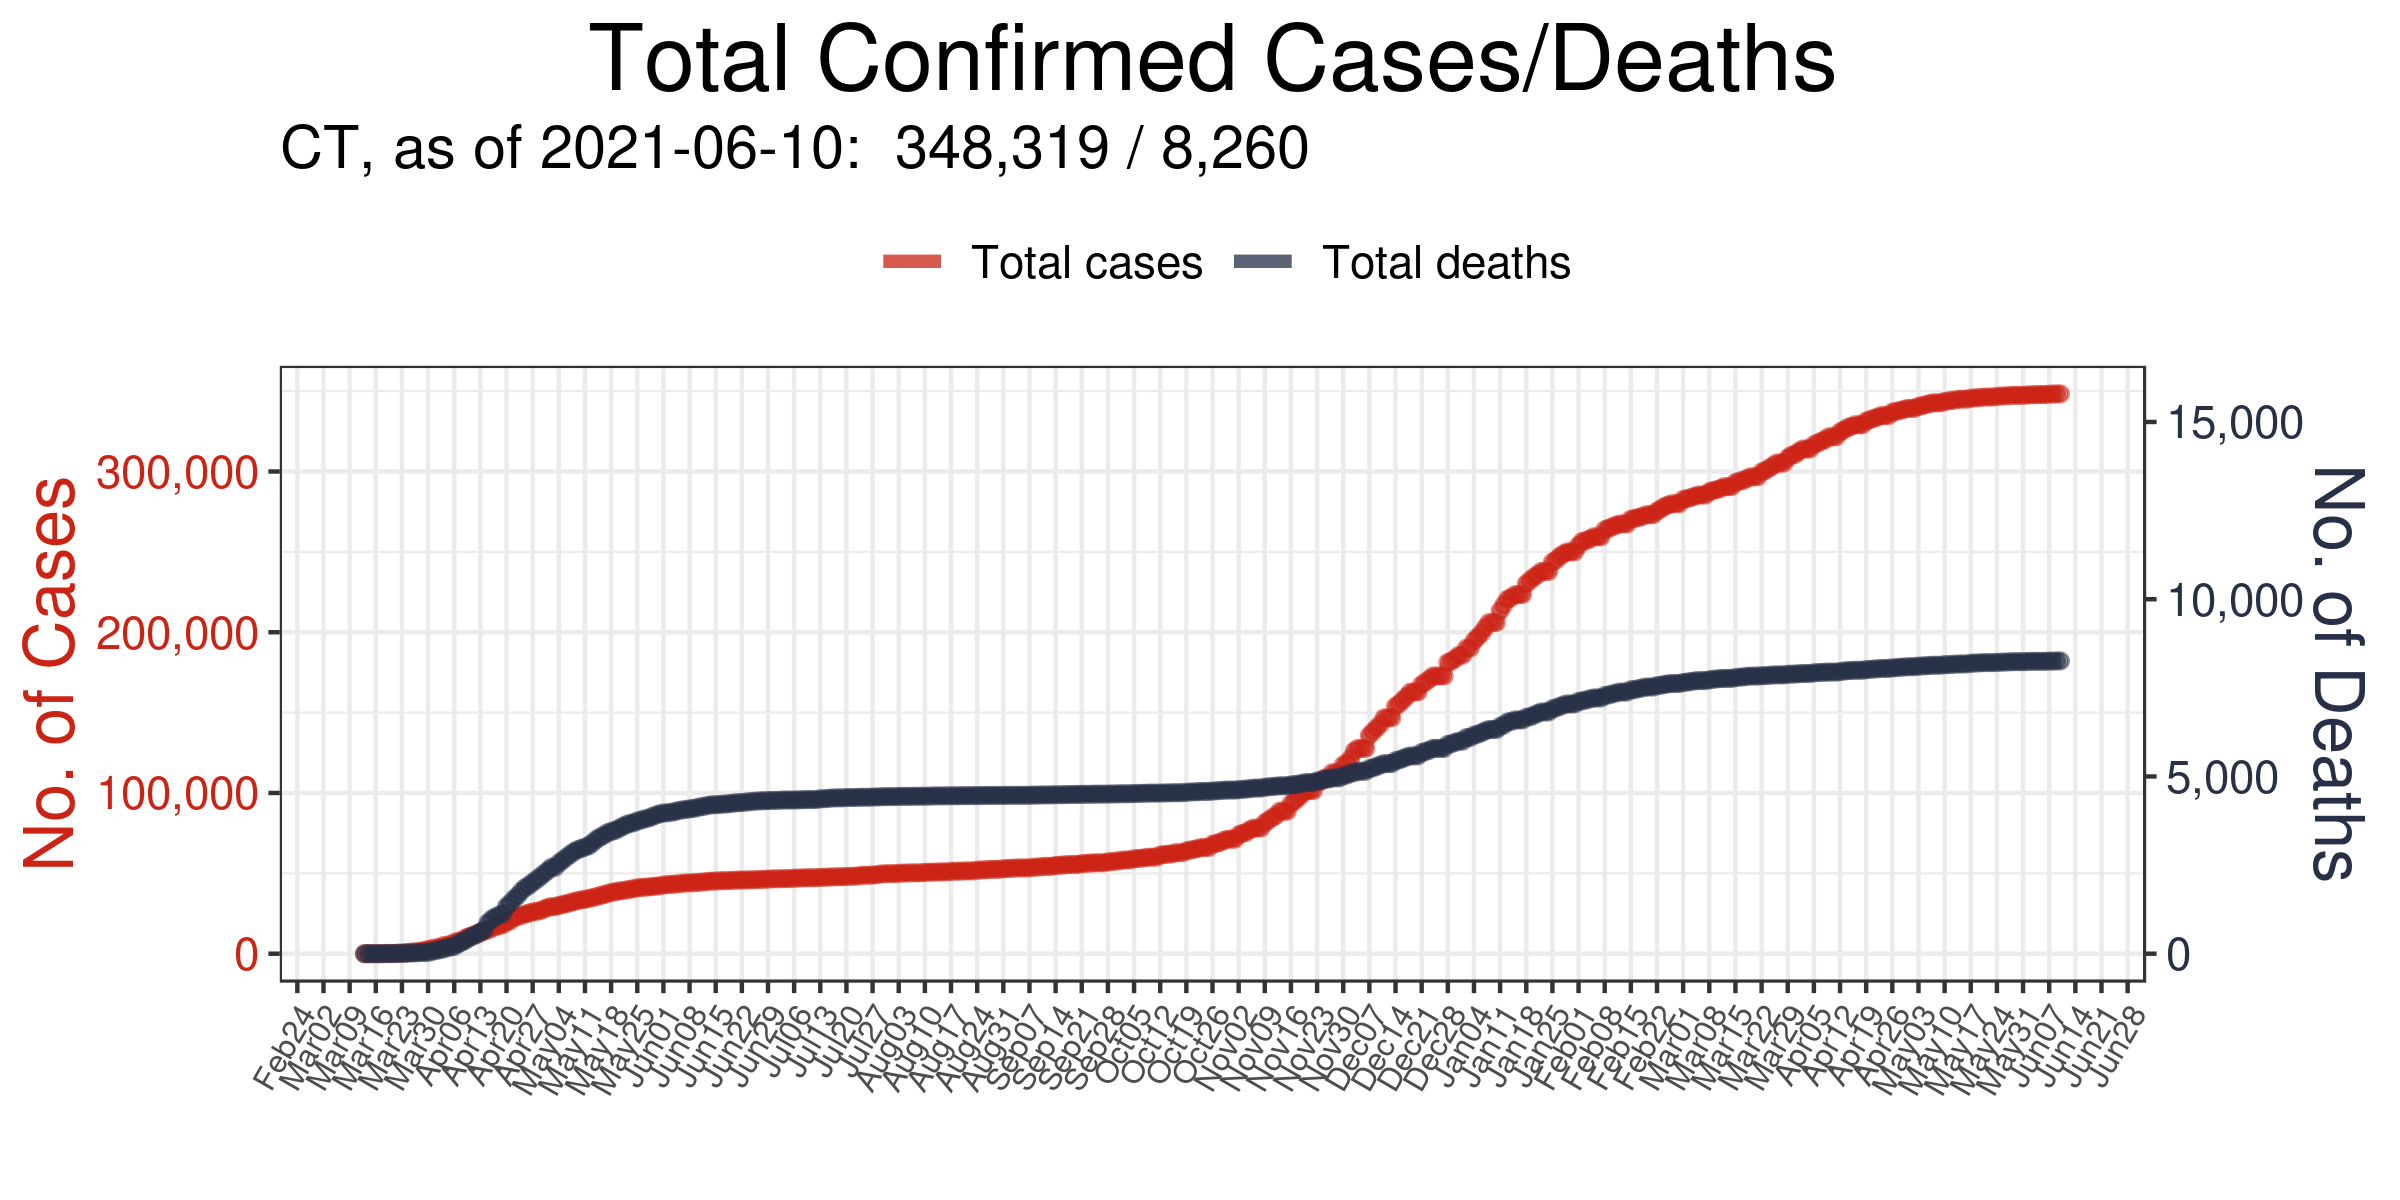 Total Confirmed Cases/Deaths
CT, as of 2021-06-10:  348,319 / 8,260
Total cases
Total deaths
No. of Cases
300,000
200,000
100,000
0
15,000
10,000
5,000
0
No. of Deaths
Feb24
Mar02
Mar09
Mar16
Mar23
Mar30
Apr06
Apr13
Apr20
Apr27
May04
May11
May18
May25
Jun01
Jun08
Jun15
Jun22
Jun29
Jul06
Jul13
Jul20
Jul27
Aug03
Aug10
Aug17
Aug24
Aug31
Sep07
Sep14
Sep21
Sep28
Oct05
Oct12
Oct19
Oct26
Nov02
Nov09
Nov16
Nov23
Nov30
Dec07
Dec14
Dec21
Dec28
Jan04
Jan11
Jan18
Jan25
Feb01
Feb08
Feb15
Feb22
Mar01
Mar08
Mar15
Mar22
Mar29
Apr05
Apr12
Apr19
Apr26
May03
May10
May17
May24
May31
Jun07
Jun14
Jun21
Jun28